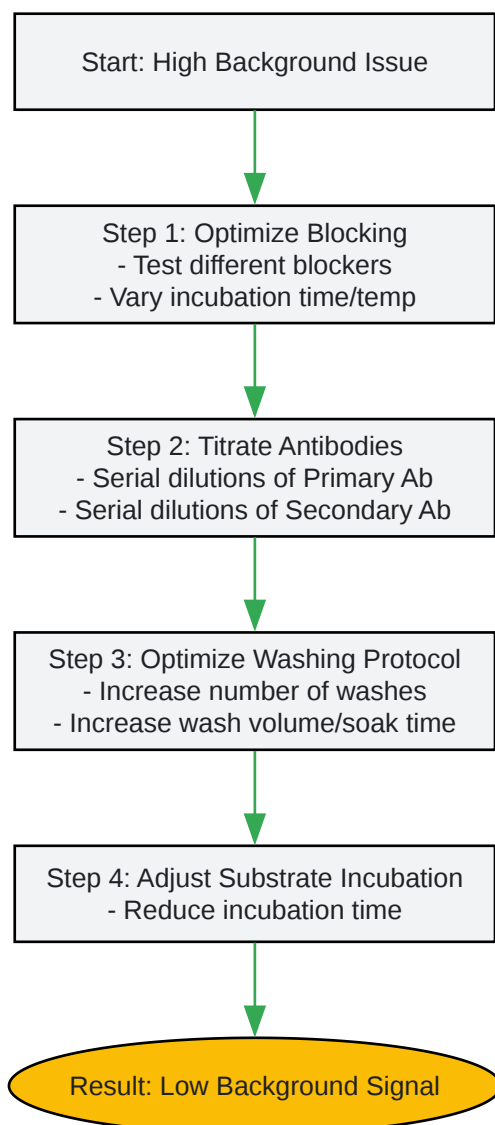 Start: High Background Issue
Step 1: Optimize Blocking
- Test different blockers
- Vary incubation time/temp
Step 2: Titrate Antibodies
- Serial dilutions of Primary Ab
- Serial dilutions of Secondary Ab
Step 3: Optimize Washing Protocol
- Increase number of washes
- Increase wash volume/soak time
Step 4: Adjust Substrate Incubation
- Reduce incubation time
Result: Low Background Signal